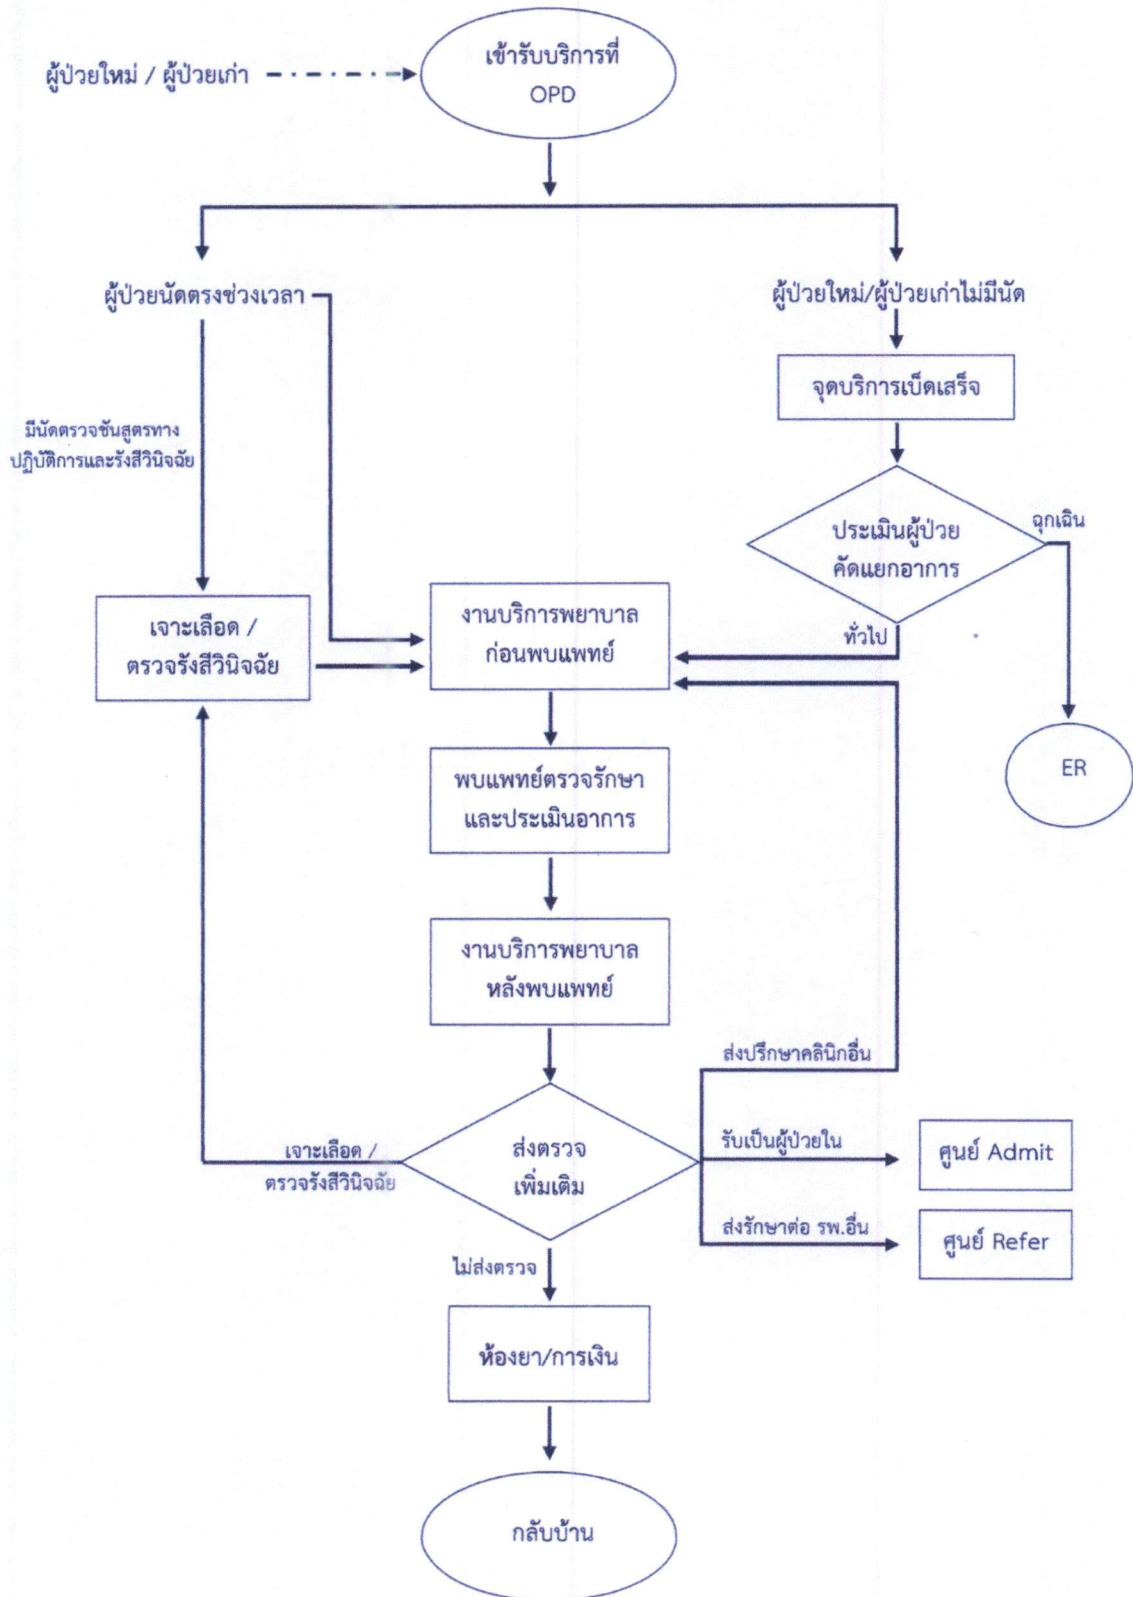 เข้ารับบริการที่
OPD
ผู้ป่วยใหม่ / ผู้ป่วยเก่า
ผู้ป่วยนัดตรงช่วงเวลา
ผู้ป่วยใหม่/ผู้ป่วยเก่าไม่มีนัด
จุดบริการเบ็ดเสร็จ
มีนัดตรวจชันสูตรทาง
ปฏิบัติการและรังสีวินิจฉัย
ประเมินผู้ป่วย
คัดแยกอาการ
ฉุกเฉิน
ทั่วไป
เจาะเลือด /
ตรวจรังสีวินิจฉัย
งานบริการพยาบาล
ก่อนพบแพทย์
ER
พบแพทย์ตรวจรักษา
และประเมินอาการ
งานบริการพยาบาล
หลังพบแพทย์
ส่งปรึกษาคลินิกอื่น
เจาะเลือด /
ตรวจรังสีวินิจฉัย
ส่งตรวจ
เพิ่มเติม
รับเป็นผู้ป่วยใน
ศูนย์ Admit
ส่งรักษาต่อ รพ.อื่น
ศูนย์ Refer
ไม่ส่งตรวจ
ห้องยา/การเงิน
กลับบ้าน